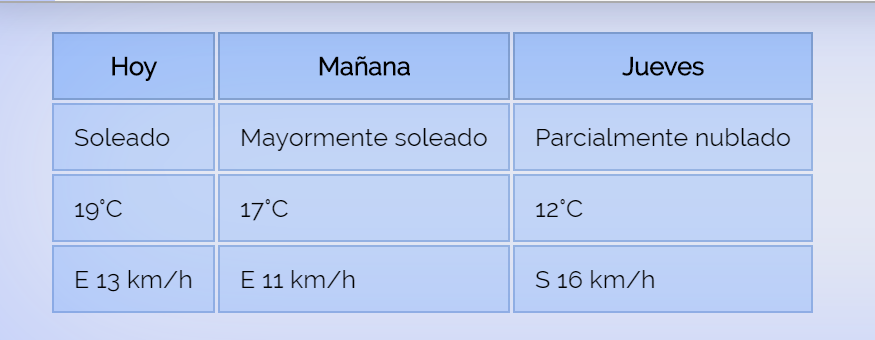 Hoy Mañana Jueves
Soleado Mayormente soleado Parcialmente nublado
19°C 17°C 12°C
E 13 km/h E 11 km/h S 16 km/h